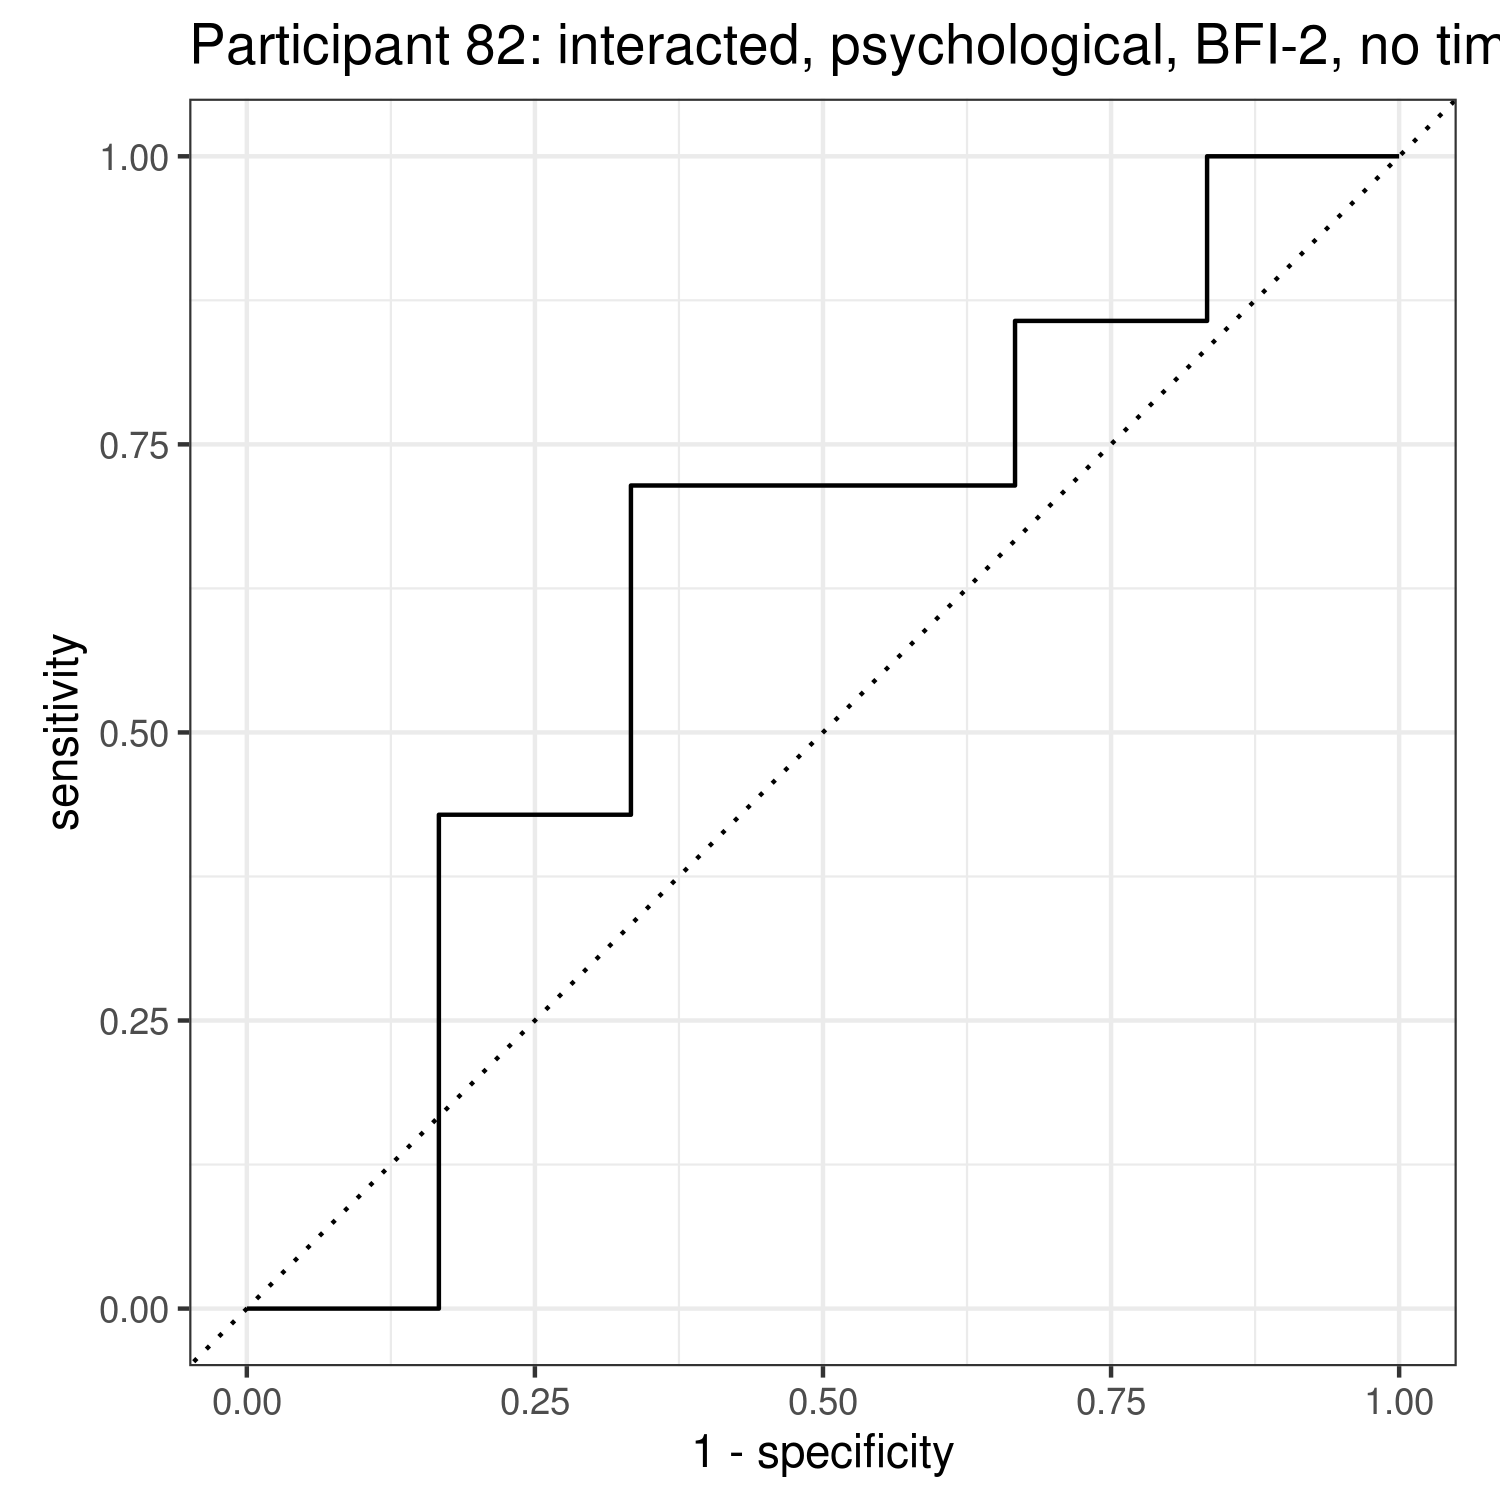 Participant 82: interacted, psychological, BFI-2, no
1.00
0.75
0.50
0.25
0.00
sensitivity
0.00 0.25 0.50 0.75 1.00
1 - specificity